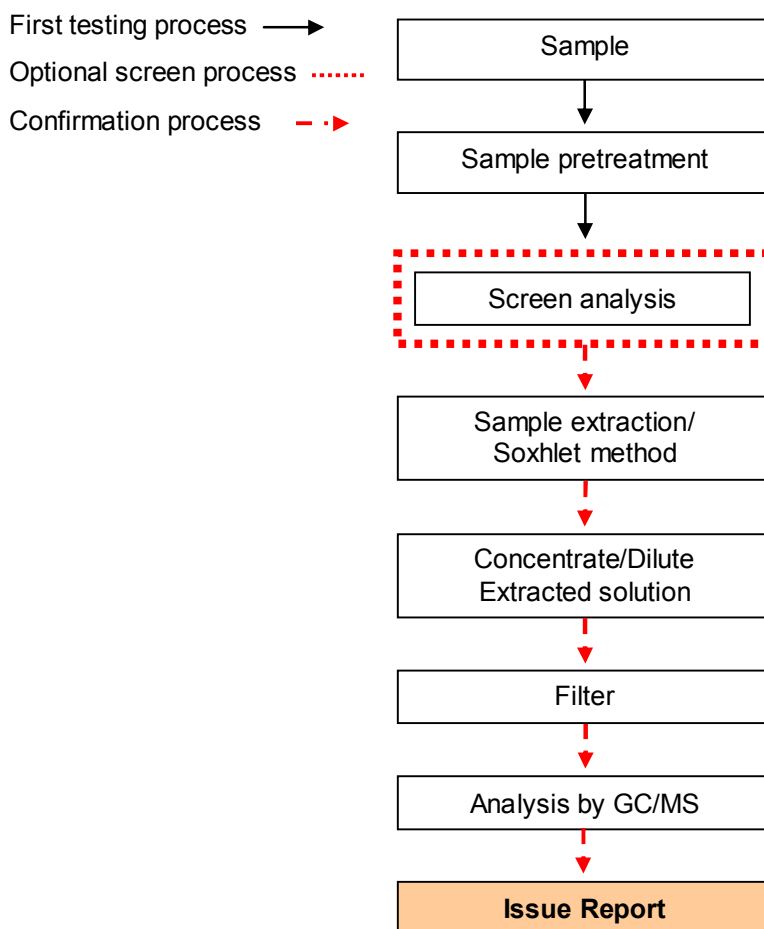 First testing process
Optional screen process
Confirmation process
Sample
Sample pretreatment
Screen analysis
Sample extraction/
Soxhlet method
Concentrate/Dilute
Extracted solution
Filter
Analysis by GC/MS
Issue Report